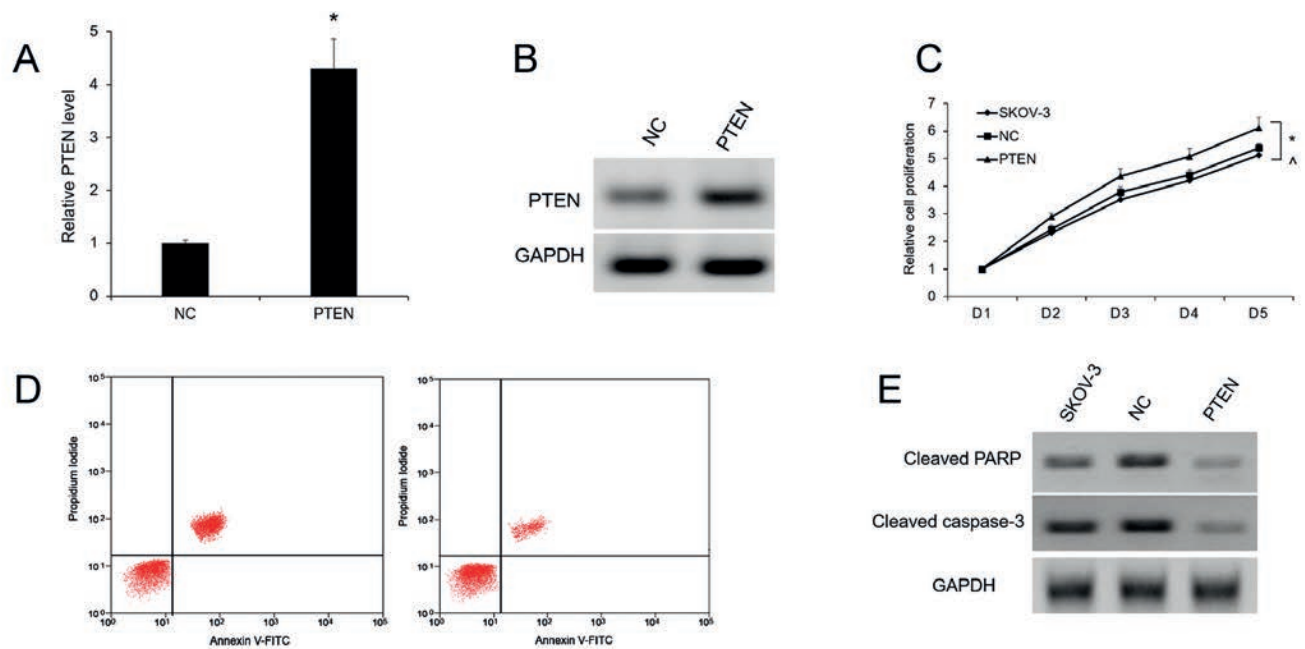 A
Relative PTEN level
5
*
4
3
2
1
0
NC
PTEN
B
NC
PTEN
PTEN
GAPDH
C
Relative cell proliferation
7
6
5
4
3
2
1
0
SKOV-3
NC
PTEN
*
^
D1
D2
D3
D4
D5
D
Propidium Iodide
10⁵
10⁴
10³
10²
10¹
10⁰
10⁰
10¹
10²
10³
10⁴
10⁵
Annexin V-FITC
Propidium Iodide
10⁵
10⁴
10³
10²
10¹
10⁰
10⁰
10¹
10²
10³
10⁴
10⁵
Annexin V-FITC
E
SKOV-3
NC
PTEN
Cleaved PARP
Cleaved caspase-3
GAPDH